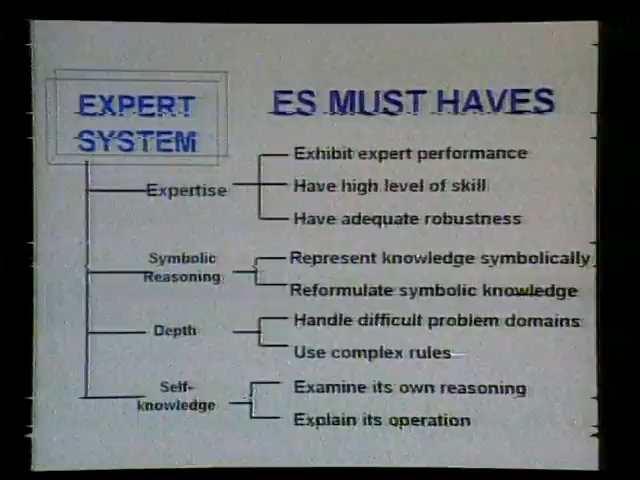 EXPERT
SYSTEM
ES MUST HAVES
Expertise
Exhibit expert performance
Have high level of skill
Have adequate robustness
Symbolic
Reasoning
Represent knowledge symbolically
Reformulate symbolic knowledge
Depth
Handle difficult problem domains
Use complex rules
Self-
knowledge
Examine its own reasoning
Explain its operation